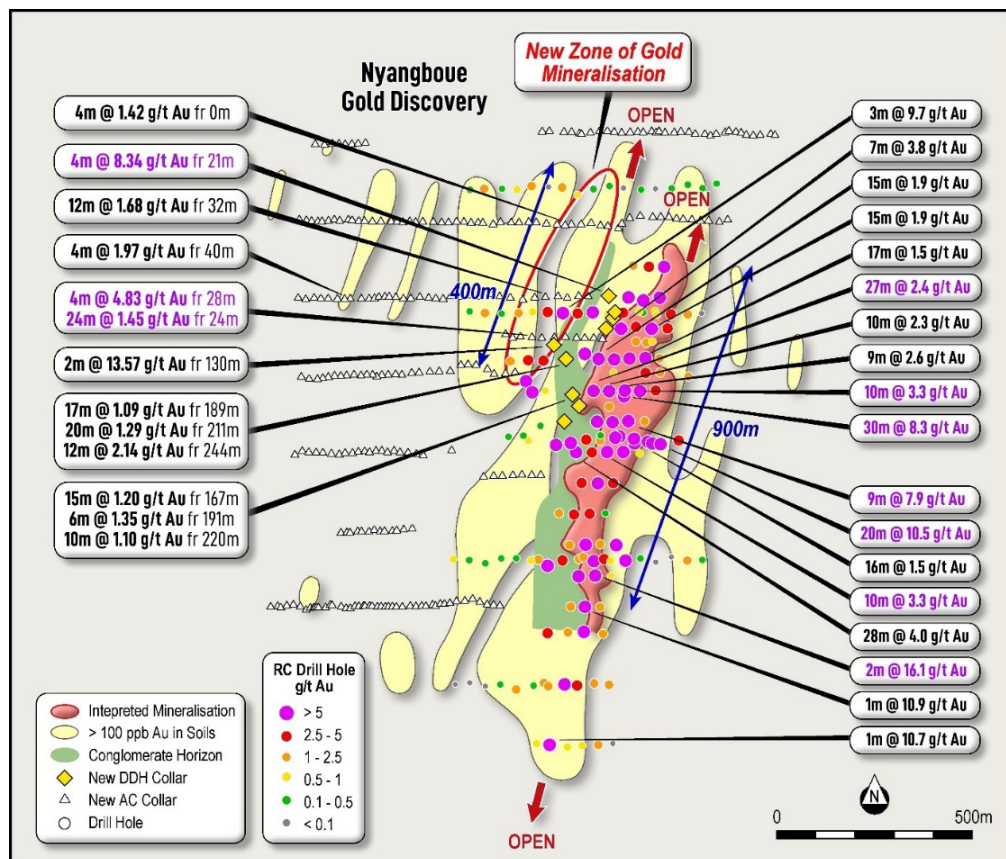 Nyangboue
Gold Discovery
New Zone of Gold
Mineralisation
OPEN
OPEN
4m @ 1.42 g/t Au fr 0m
4m @ 8.34 g/t Au fr 21m
12m @ 1.68 g/t Au fr 32m
4m @ 1.97 g/t Au fr 40m
4m @ 4.83 g/t Au fr 28m
24m @ 1.45 g/t Au fr 24m
2m @ 13.57 g/t Au fr 130m
17m @ 1.09 g/t Au fr 189m
20m @ 1.29 g/t Au fr 211m
12m @ 2.14 g/t Au fr 244m
15m @ 1.20 g/t Au fr 167m
6m @ 1.35 g/t Au fr 191m
10m @ 1.10 g/t Au fr 220m
400m
900m
3m @ 9.7 g/t Au
7m @ 3.8 g/t Au
15m @ 1.9 g/t Au
15m @ 1.9 g/t Au
17m @ 1.5 g/t Au
27m @ 2.4 g/t Au
10m @ 2.3 g/t Au
9m @ 2.6 g/t Au
10m @ 3.3 g/t Au
30m @ 8.3 g/t Au
9m @ 7.9 g/t Au
20m @ 10.5 g/t Au
16m @ 1.5 g/t Au
10m @ 3.3 g/t Au
28m @ 4.0 g/t Au
2m @ 16.1 g/t Au
1m @ 10.9 g/t Au
1m @ 10.7 g/t Au
Intepreted Mineralisation
> 100 ppb Au in Soils
Conglomerate Horizon
New DDH Collar
New AC Collar
Drill Hole
RC Drill Hole
g/t Au
> 5
2.5 - 5
1 - 2.5
0.5 - 1
0.1 - 0.5
< 0.1
OPEN
N
0
500m